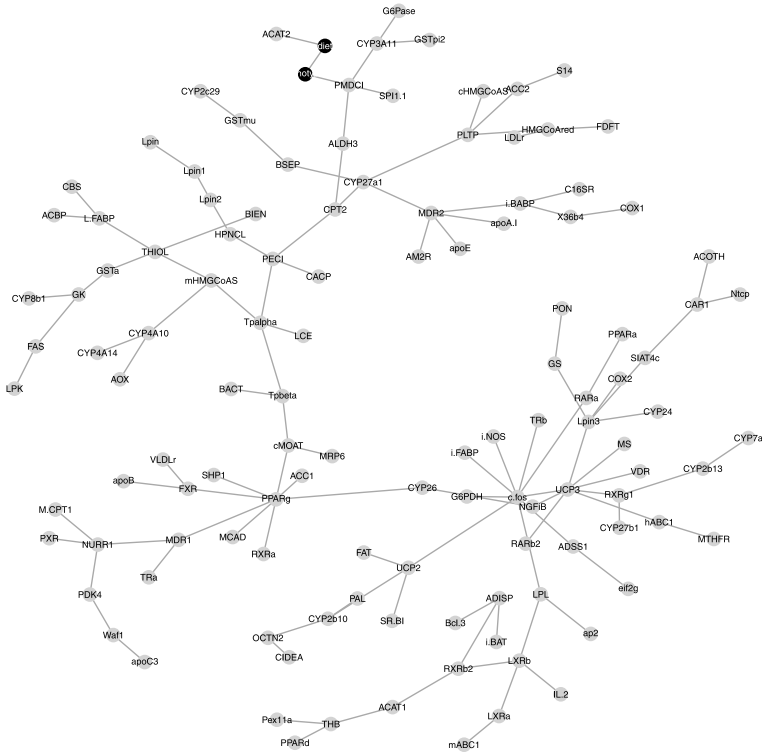 G6Pase
ACAT2
diet
CYP3A11
GSTpi2
PMDCI
SPI1.1
S14
CYP2c29
cHMGCoAS
ACC2
GSTmu
HMGCoAred
FDFT
PLTP
LDLr
Lpin
ALDH3
BSEP
Lpin1
CYP27a1
CBS
C16SR
Lpin2
i.BABP
COX1
ACBP
L.FABP
BIEN
CPT2
MDR2
X36b4
apoA.I
HPNCL
THIOL
PECI
AM2R
apoE
ACOTH
GSTa
mHMGCoAS
CACP
CYP8b1
GK
CAR1
Ntcp
PON
Tpalpha
CYP4A10
LCE
PPARa
FAS
CYP4A14
GS
SIAT4c
AOX
COX2
LPK
BACT
Tpbeta
RARa
CYP24
TRb
Lpin3
i.NOS
cMOAT
MRP6
MS
CYP7a
i.FABP
VLDLr
SHP1
ACC1
VDR
CYP2b13
apoB
FXR
CYP26
G6PDH
c.fos
UCP3
RXRg1
PPARg
NGFiB
M.CPT1
hABC1
CYP27b1
MCAD
MTHFR
PXR
NURR1
MDR1
RXRa
RARb2
ADSS1
FAT
UCP2
TRa
eif2g
PDK4
LPL
PAL
ADISP
CYP2b10
SR.BI
Bcl.3
Waf1
OCTN2
i.BAT
ap2
CIDEA
apoC3
RXRb2
LXRb
IL.2
ACAT1
Pex11a
THB
LXRa
PPARd
mABC1